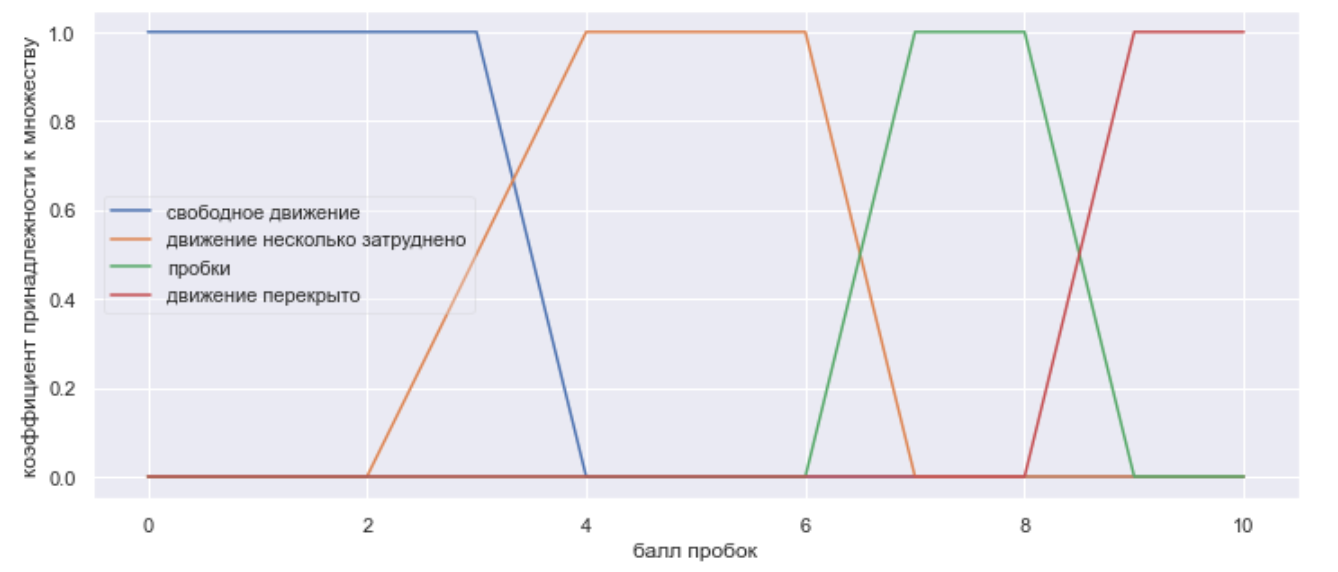 коэффициент принадлежности к множеству
1.0
0.8
0.6
0.4
0.2
0.0
свободное движение
движение несколько затруднено
пробки
движение перекрыто
0 2 4 6 8 10
балл пробок